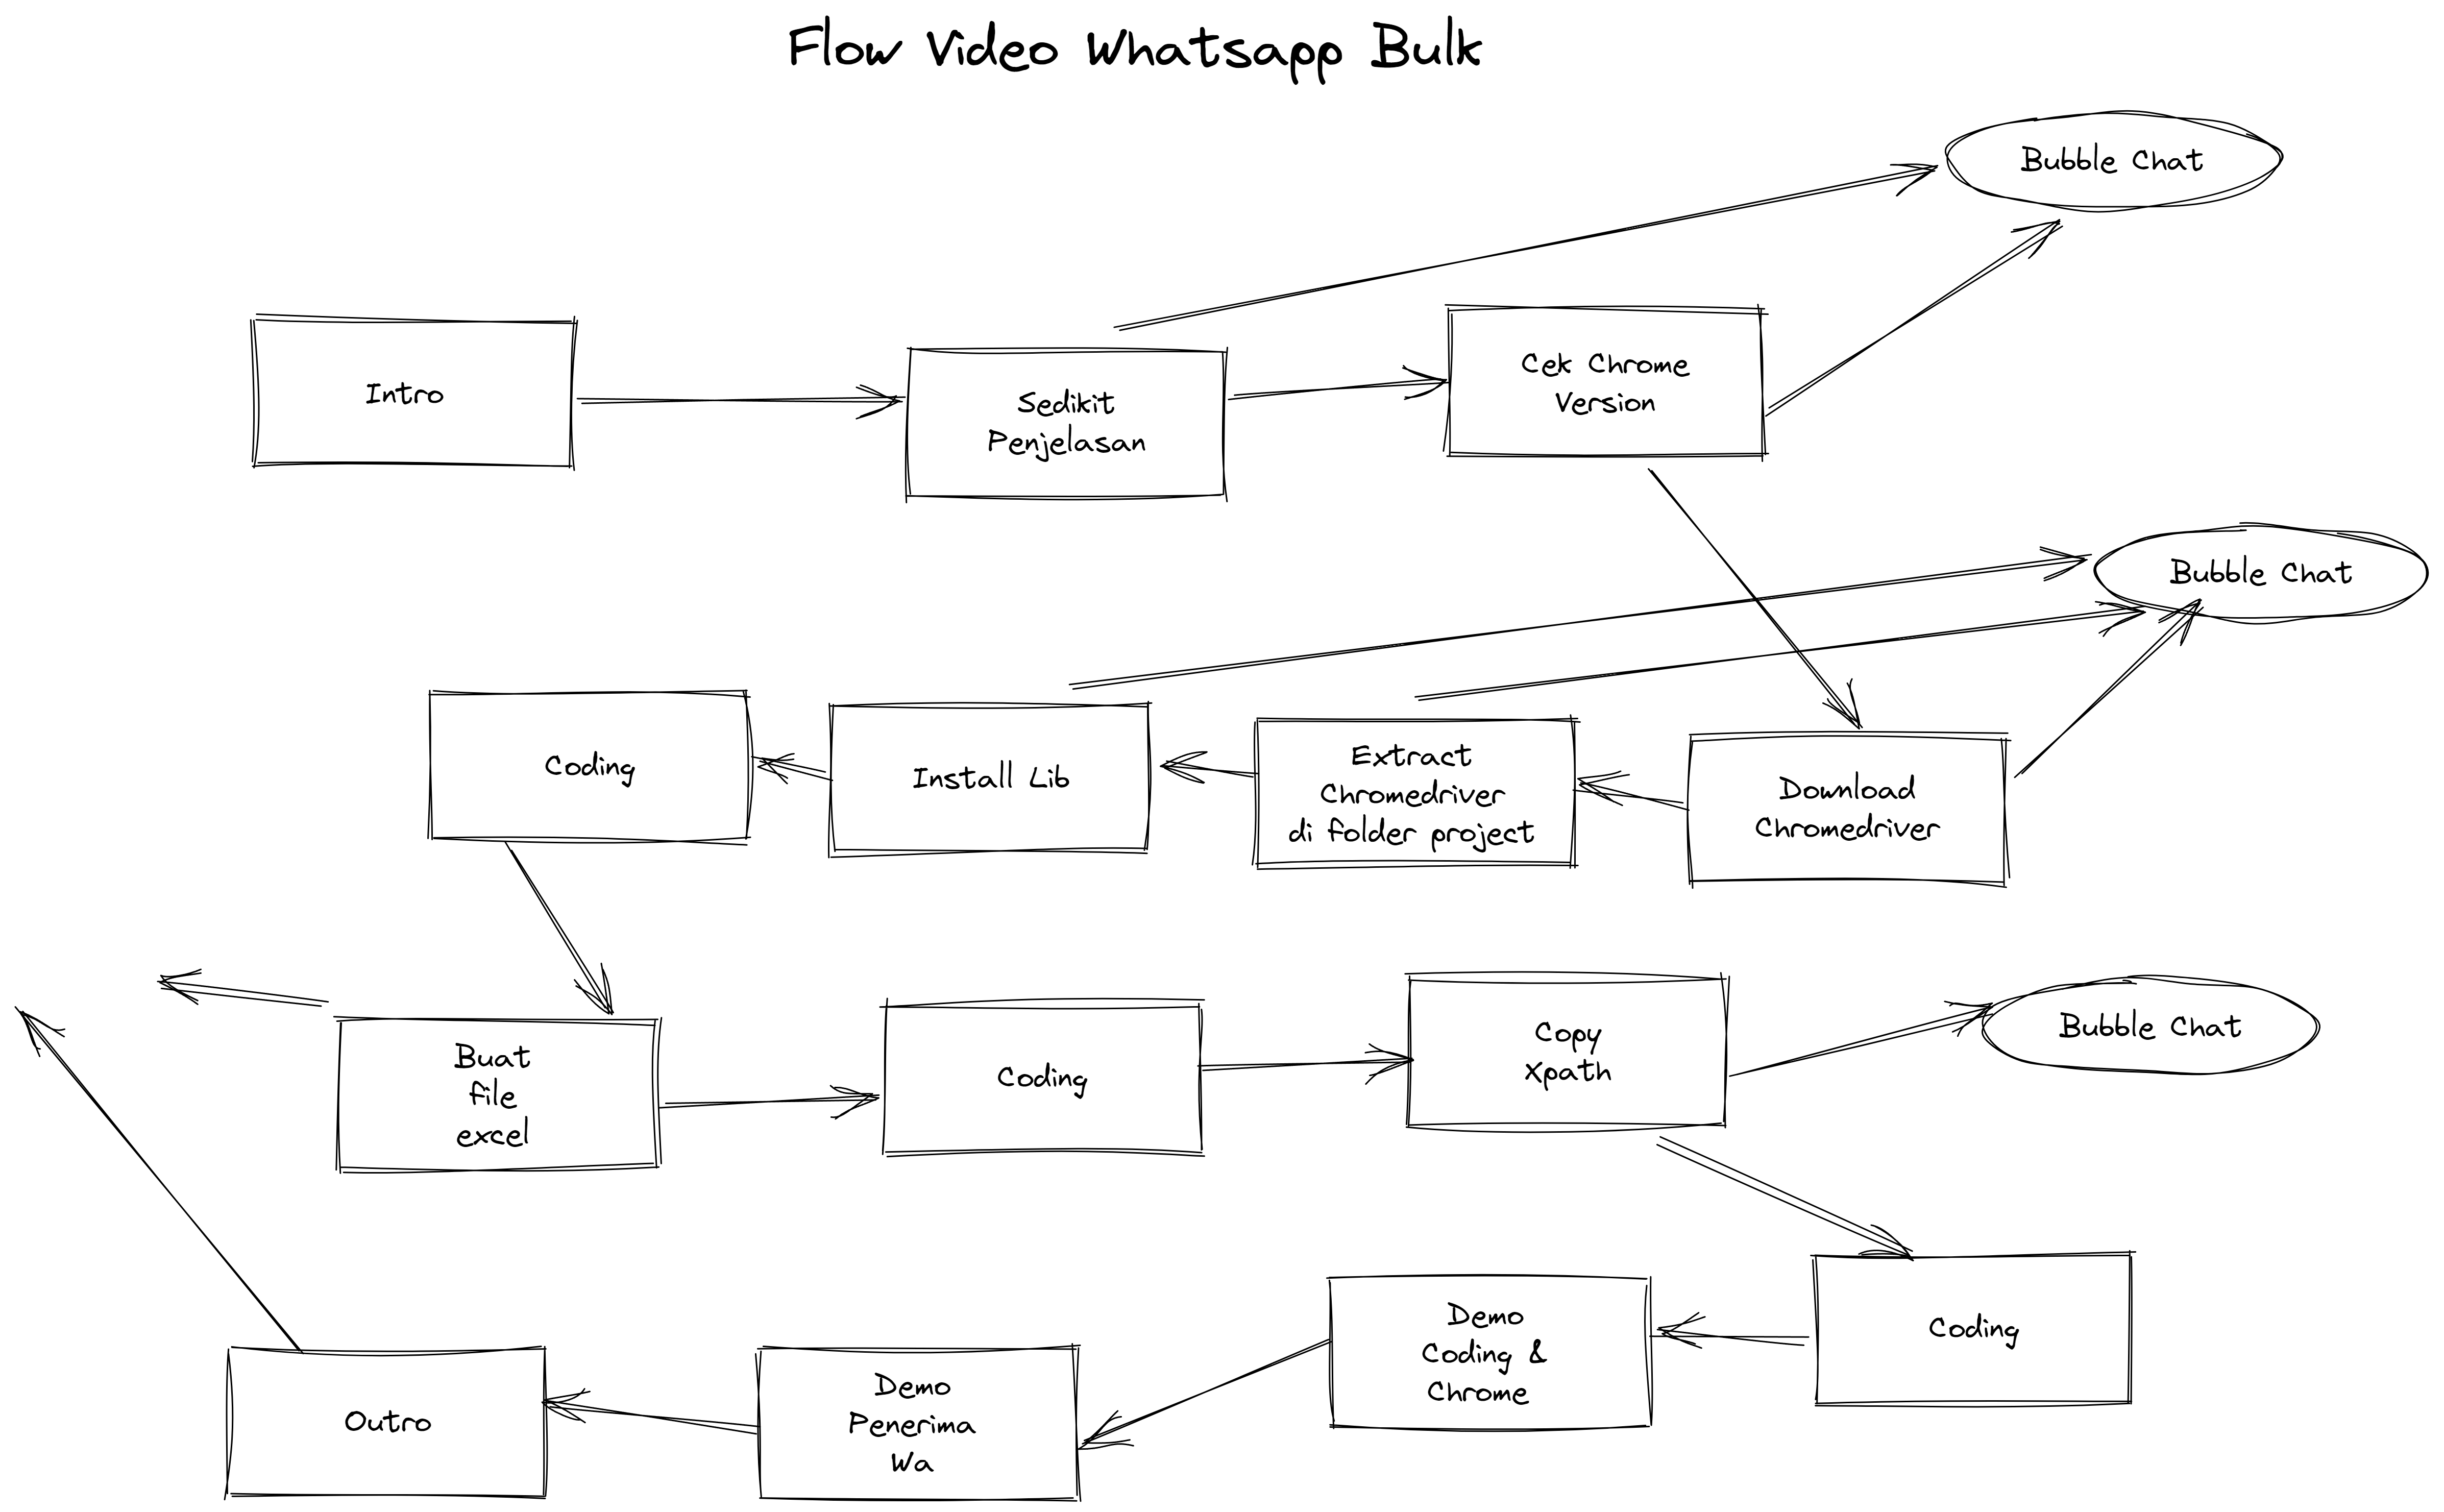 Flow Video Whatsapp Bulk
Bubble Chat
Intro
Sedikit
Penjelasan
Cek Chrome
Version
Bubble Chat
Coding
Install Lib
Extract
Chromedriver
di folder project
Download
Chromedriver
Buat
file
excel
Coding
Copy
Xpath
Bubble Chat
Outro
Demo
Penerima
Wa
Demo
Coding &
Chrome
Coding